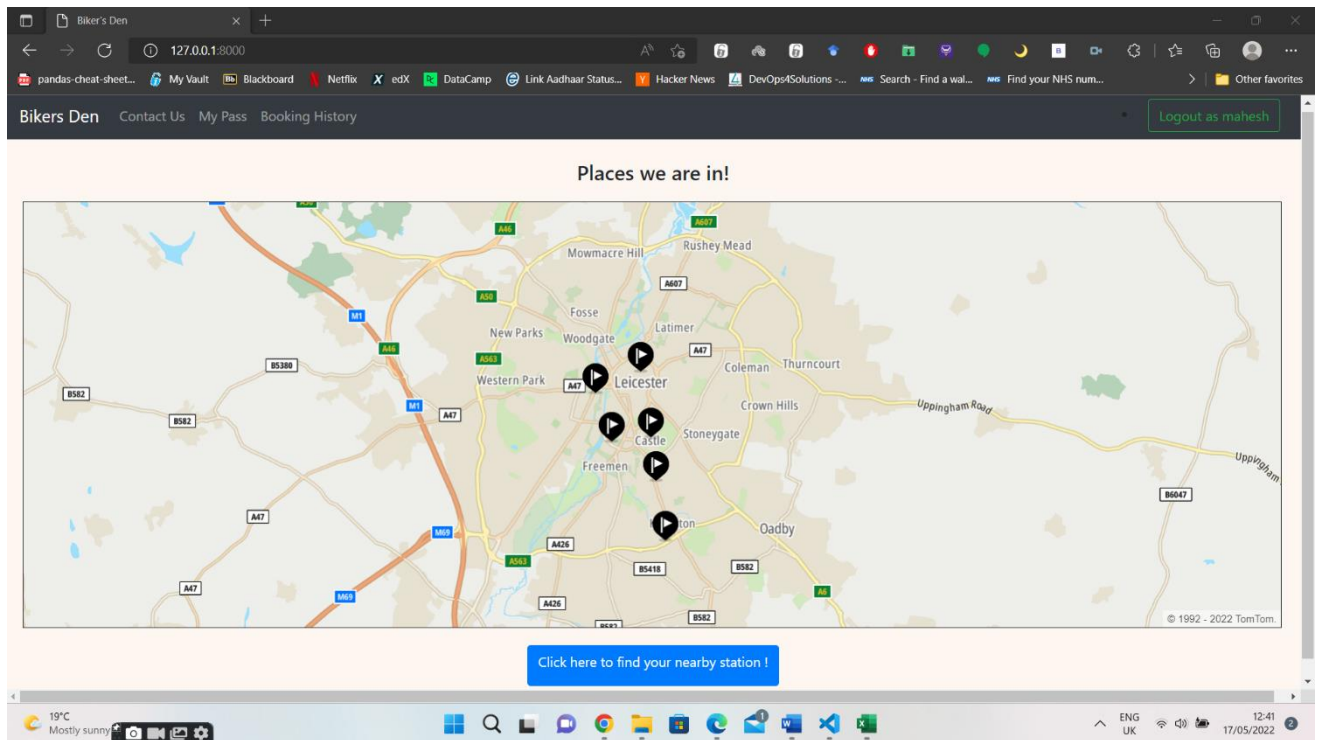 Biker's Den
127.0.0.1:8000
pandas-cheat-sheet... My Vault Bb Blackboard Netflix X edX DataCamp Link Aadhaar Status... Y Hacker News DevOps4Solutions -... NHS Search - Find a wal... NHS Find your NHS num... Other favorites
Bikers Den Contact Us My Pass Booking History Logout as mahesh
Places we are in!
A50
A46
A607
Mowmacre Hill
Rushey Mead
A607
A50
Fosse
M1
New Parks
Woodgate
Latimer
A46
A47
B5380
A563
Coleman
Thurncourt
Western Park
A47
Leicester
B582
M1
Crown Hills
Uppingham Road
A47
B582
Castle
Stoneygate
Freemen
Uppingham
B6047
A47
Oadby
M69
A426
A563
B5418
B582
A47
A6
M69
A426
B582
B582
© 1992 - 2022 TomTom.
Click here to find your nearby station !
19°C
Mostly sunny
ENG
UK
12:41
17/05/2022
2